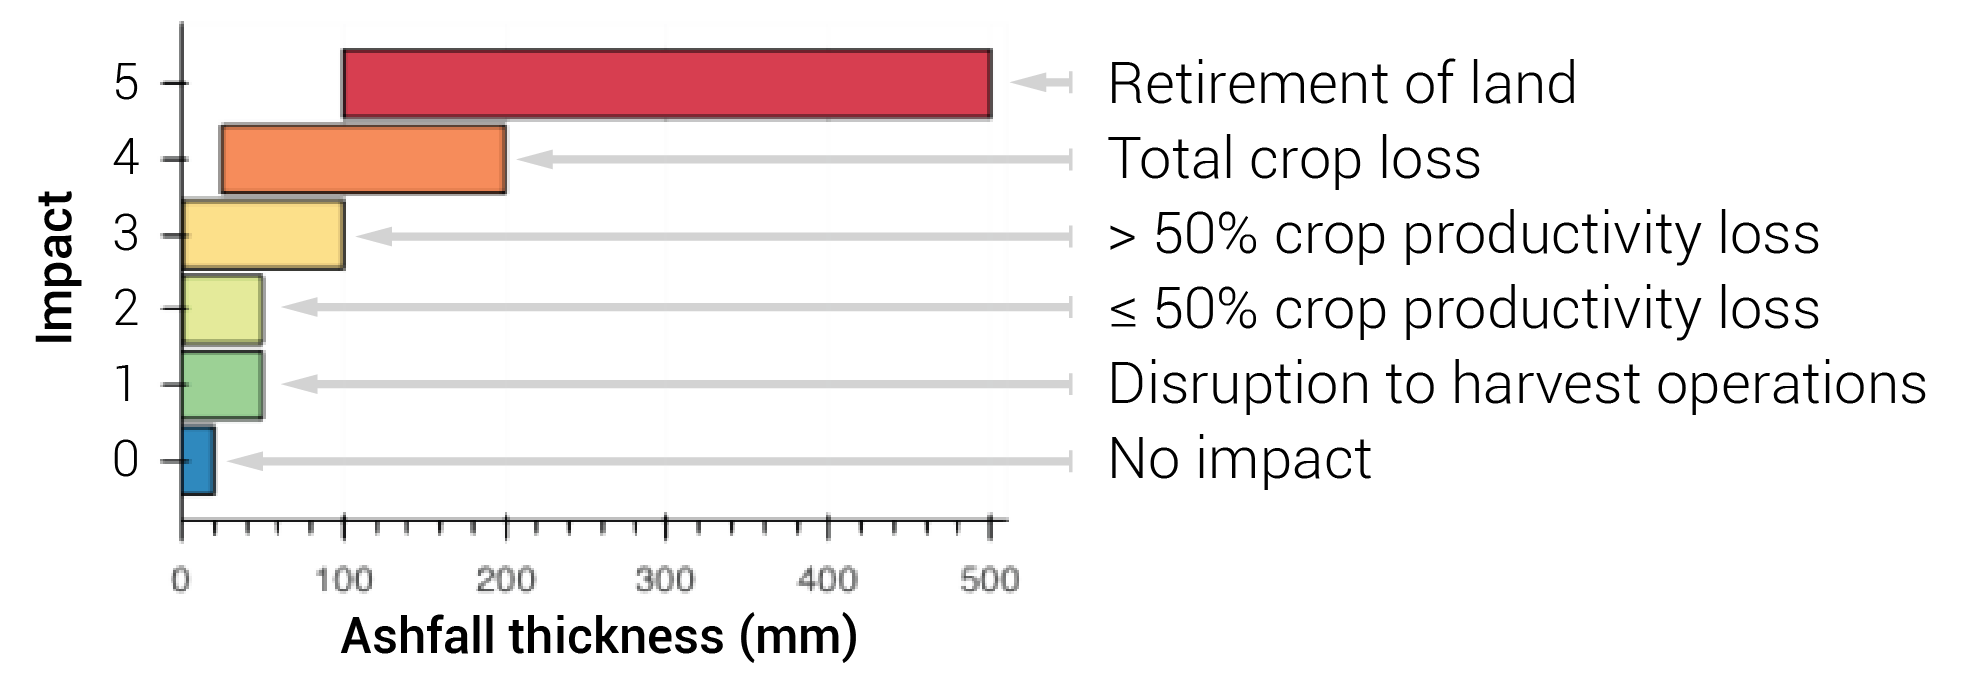 5 Retirement of land
4 Total crop loss
3 > 50% crop productivity loss
2 ≤ 50% crop productivity loss
1 Disruption to harvest operations
0 No impact
Impact
0 100 200 300 400 500
Ashfall thickness (mm)